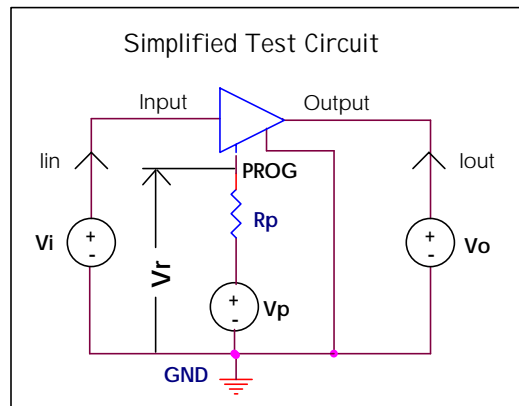 Simplified Test Circuit
Input
Output
Iin
Iout
PROG
Rp
Vi
+
-
Vr
Vp
+
-
Vo
+
-
GND